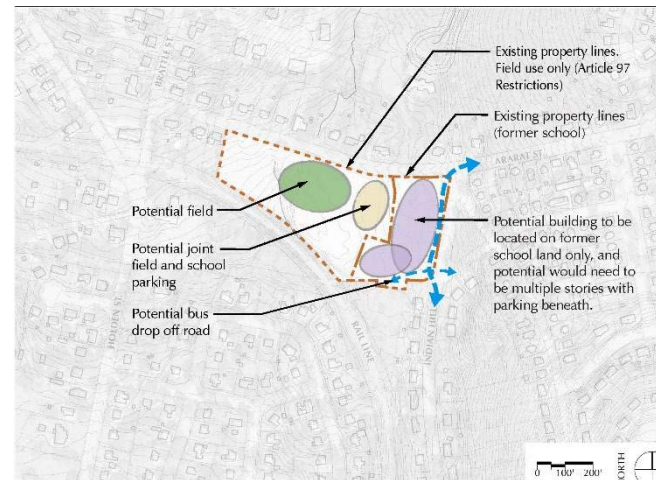 Existing property lines.
Field use only (Article 97
Restrictions)
Existing property lines
(former school)
BRATTLE ST
ARARAT ST
Potential field
Potential joint
field and school
parking
Potential bus
drop off road
Potential building to be
located on former
school land only, and
potential would need to
be multiple stories with
parking beneath.
HOLDEN
RAIL LINE
INDIAN HILL
0 100' 200'
NORTH